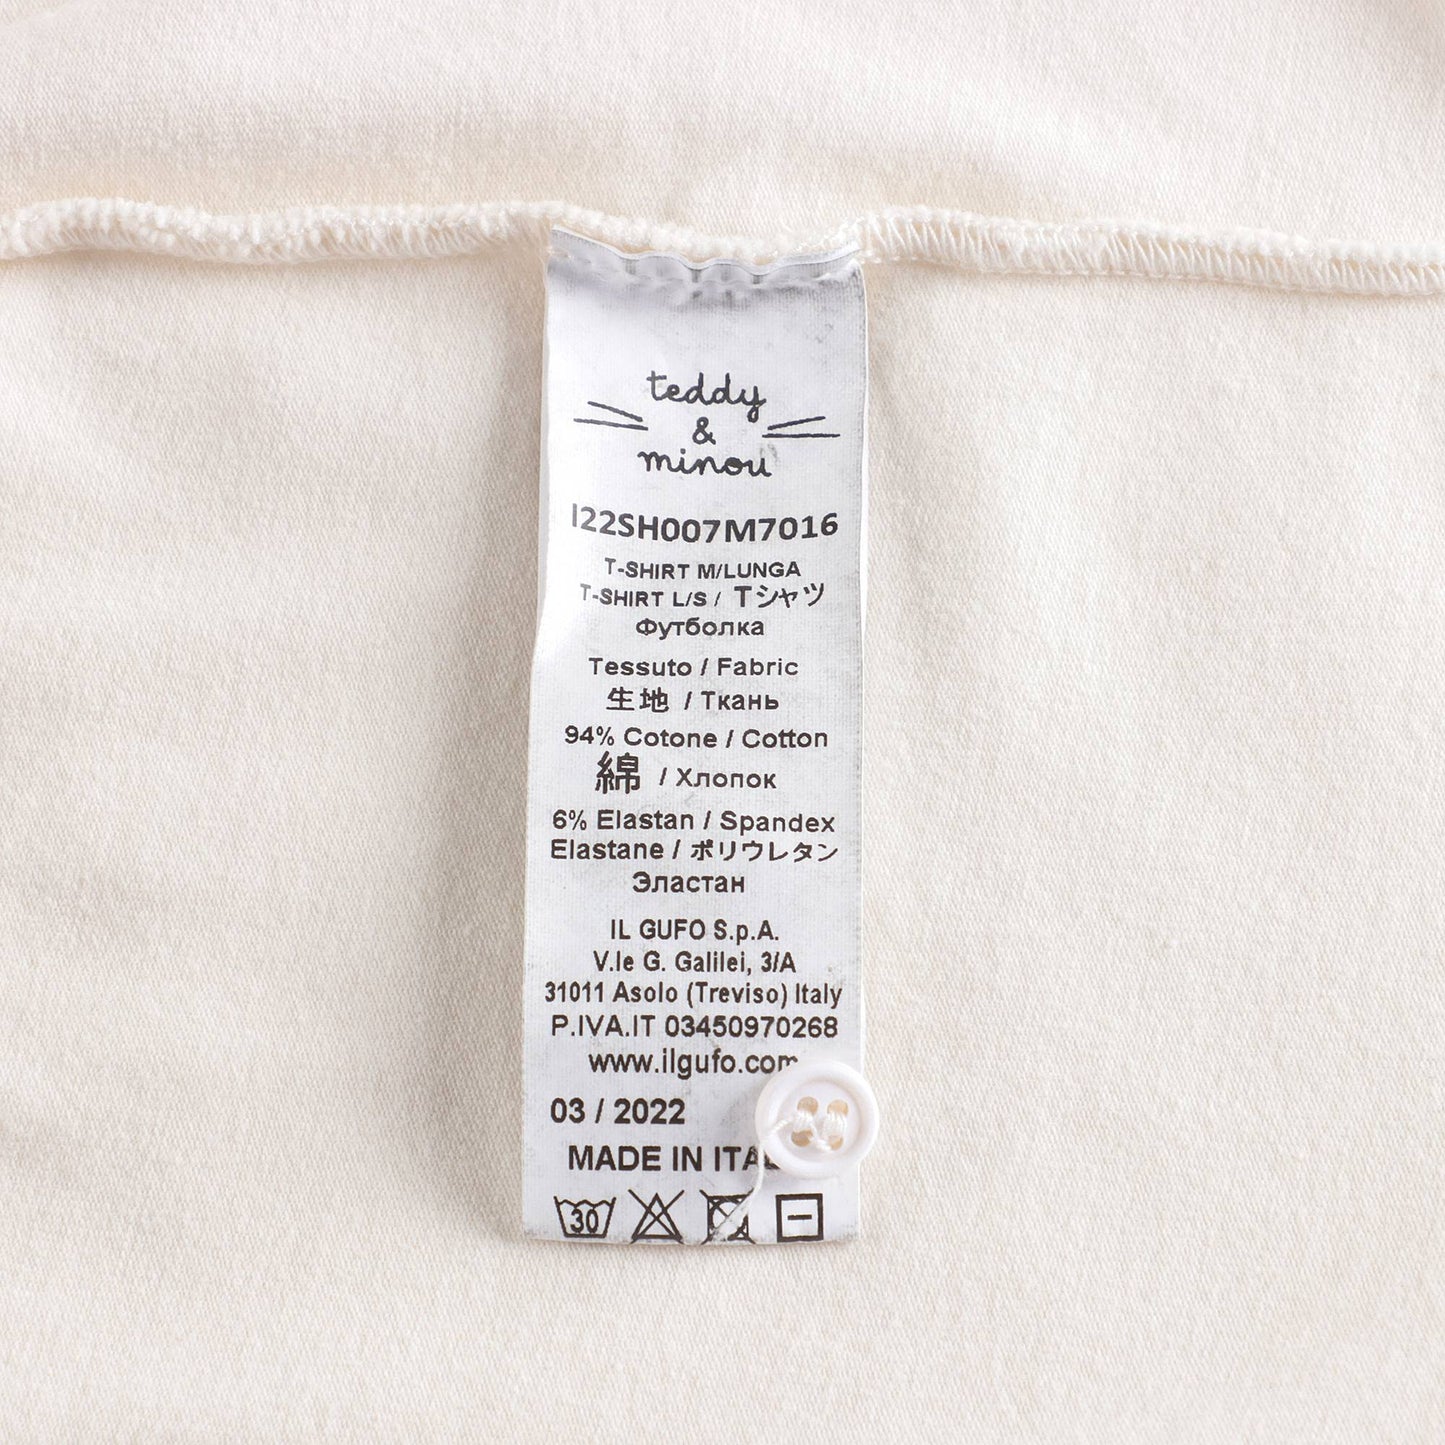 teddy
&
minou
I22SH007M7016
T-SHIRT M/LUNGA
T-SHIRT L/S / Tシャツ
Футболка
Tessuto / Fabric
生地 / Ткань
94% Cotone / Cotton
綿 / Хлопок
6% Elastan / Spandex
Elastane / ポリウレタン
Эластан
IL GUFO S.p.A.
V.le G. Galilei, 3/A
31011 Asolo (Treviso) Italy
P.IVA.IT 03450970268
www.ilgufo.com
03 / 2022
MADE IN
30